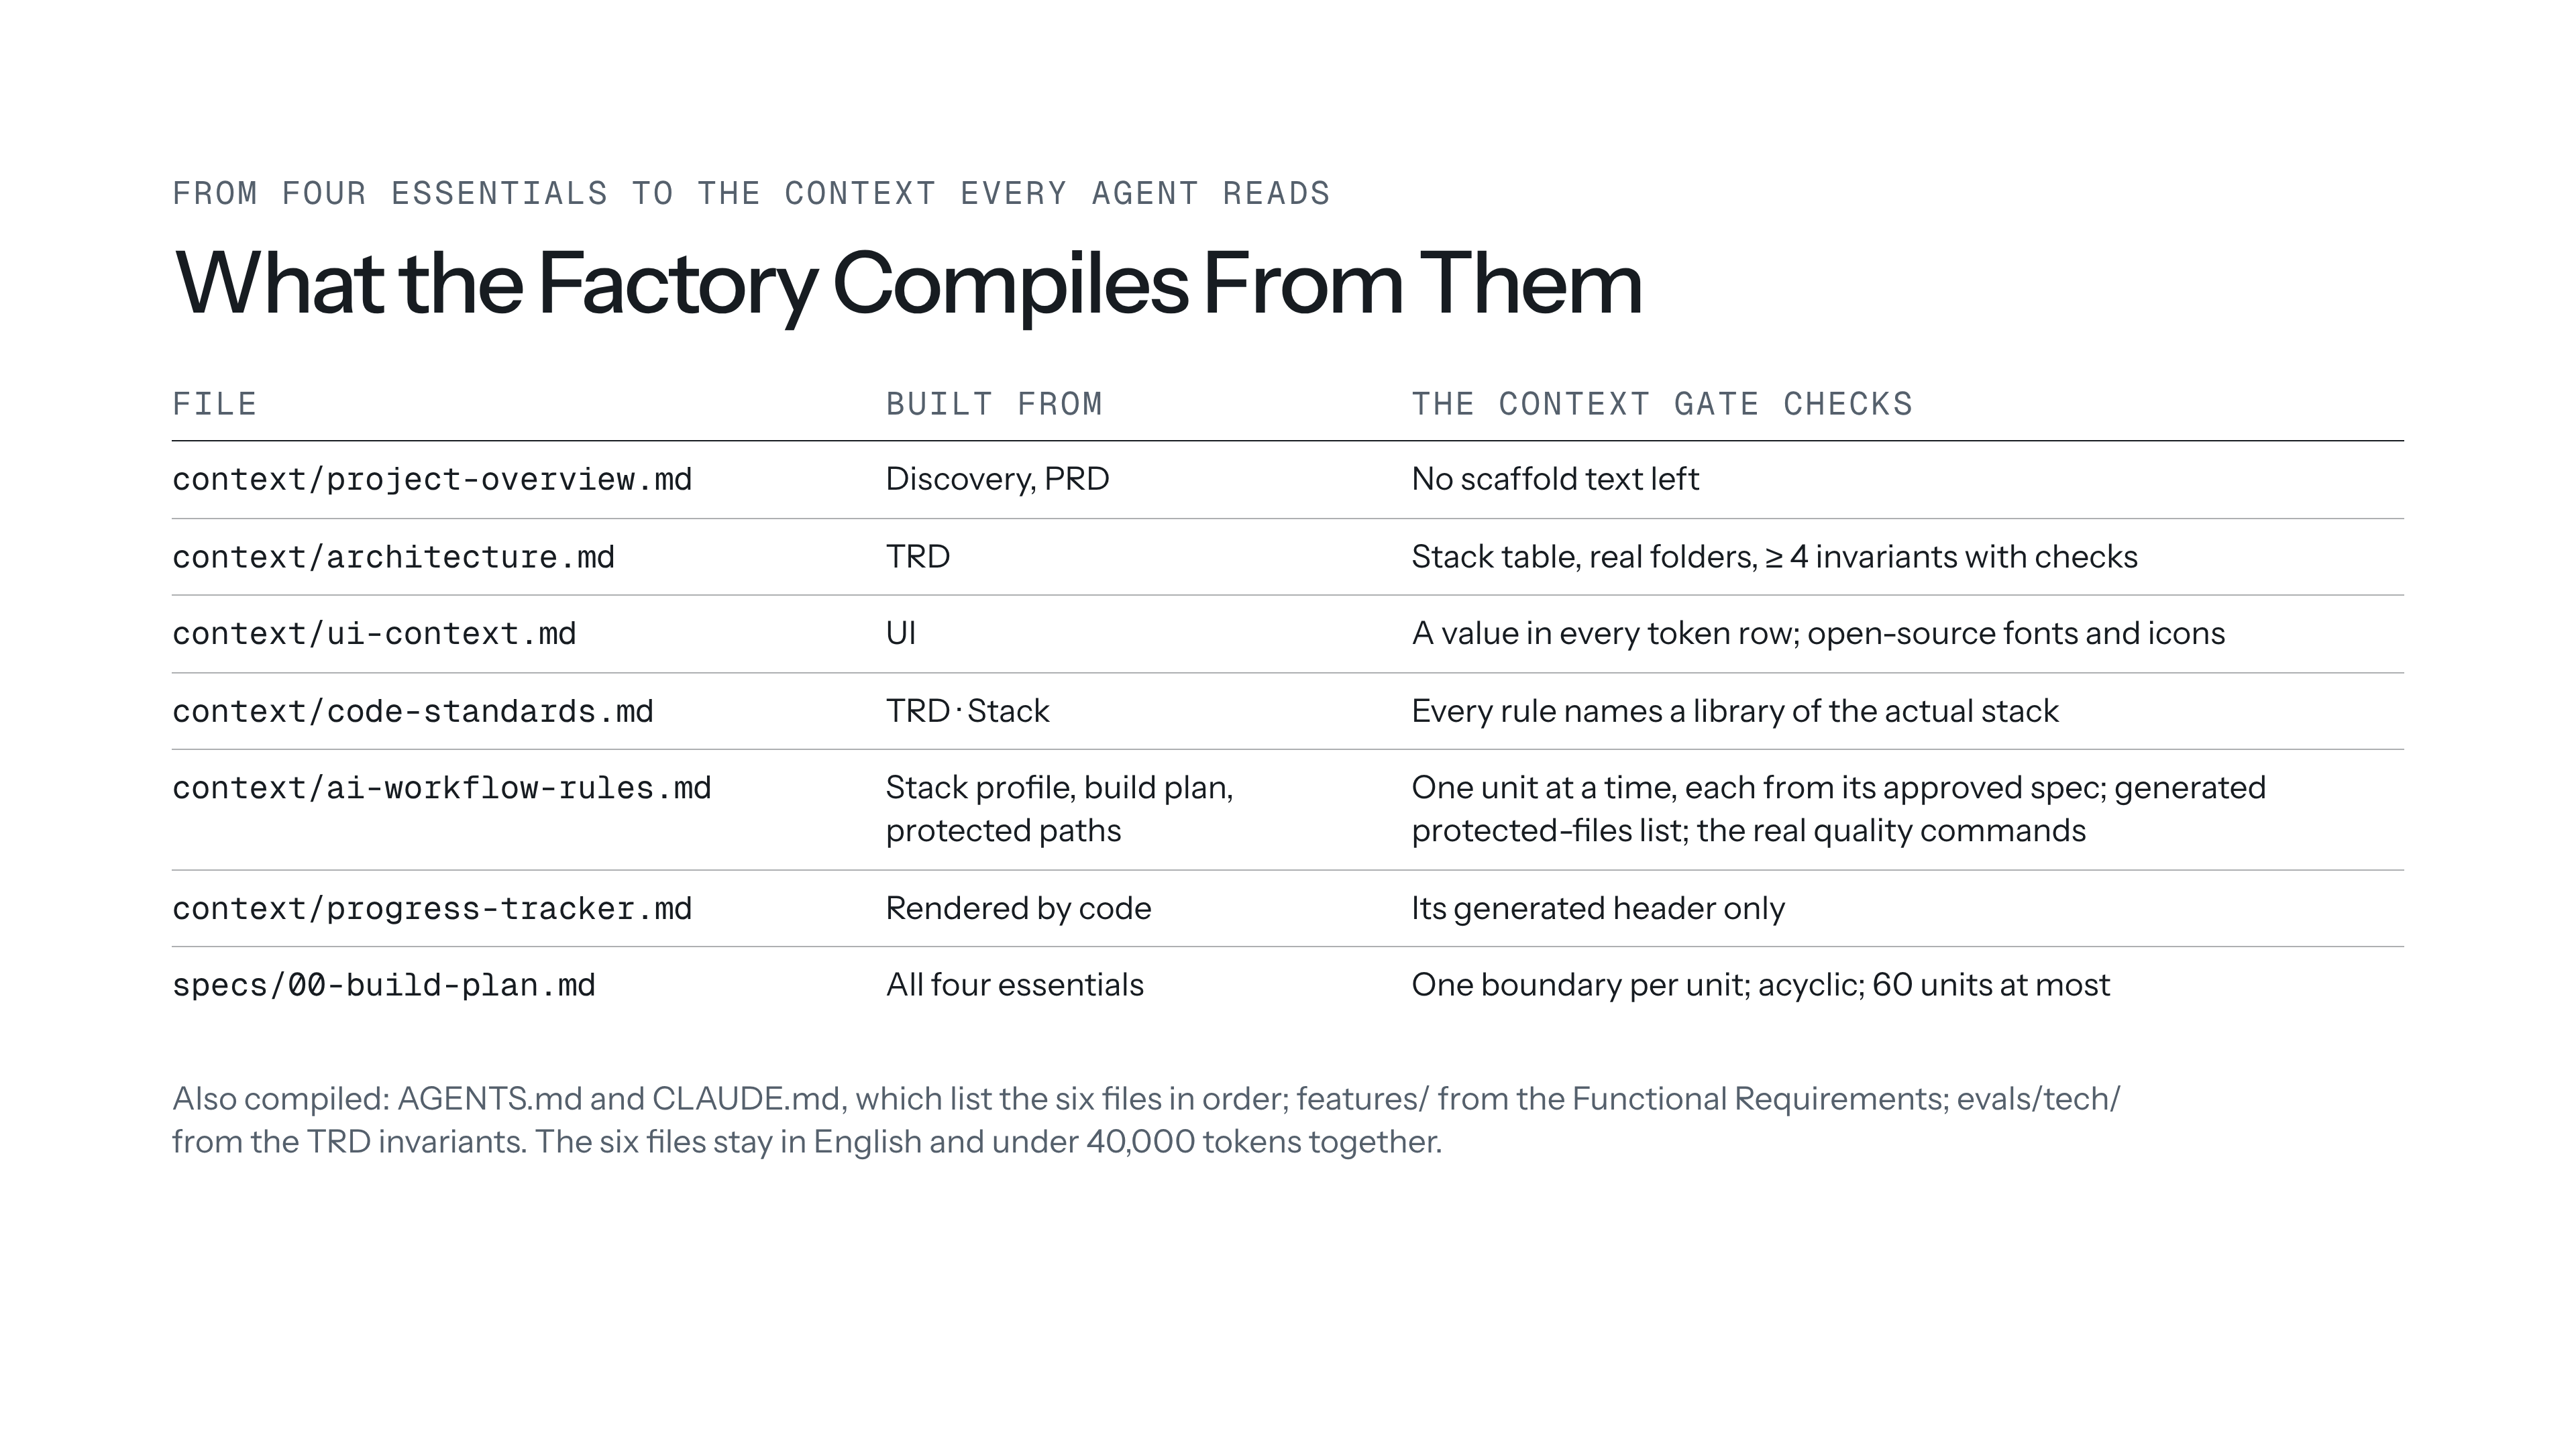 FROM FOUR ESSENTIALS TO THE CONTEXT EVERY AGENT READS
What the Factory Compiles From Them
FILE BUILT FROM THE CONTEXT GATE CHECKS
context/project-overview.md Discovery, PRD No scaffold text left
context/architecture.md TRD Stack table, real folders, ≥ 4 invariants with checks
context/ui-context.md UI A value in every token row; open-source fonts and icons
context/code-standards.md TRD · Stack Every rule names a library of the actual stack
context/ai-workflow-rules.md Stack profile, build plan, One unit at a time, each from its approved spec; generated
protected paths protected-files list; the real quality commands
context/progress-tracker.md Rendered by code Its generated header only
specs/00-build-plan.md All four essentials One boundary per unit; acyclic; 60 units at most
Also compiled: AGENTS.md and CLAUDE.md, which list the six files in order; features/ from the Functional Requirements; evals/tech/
from the TRD invariants. The six files stay in English and under 40,000 tokens together.